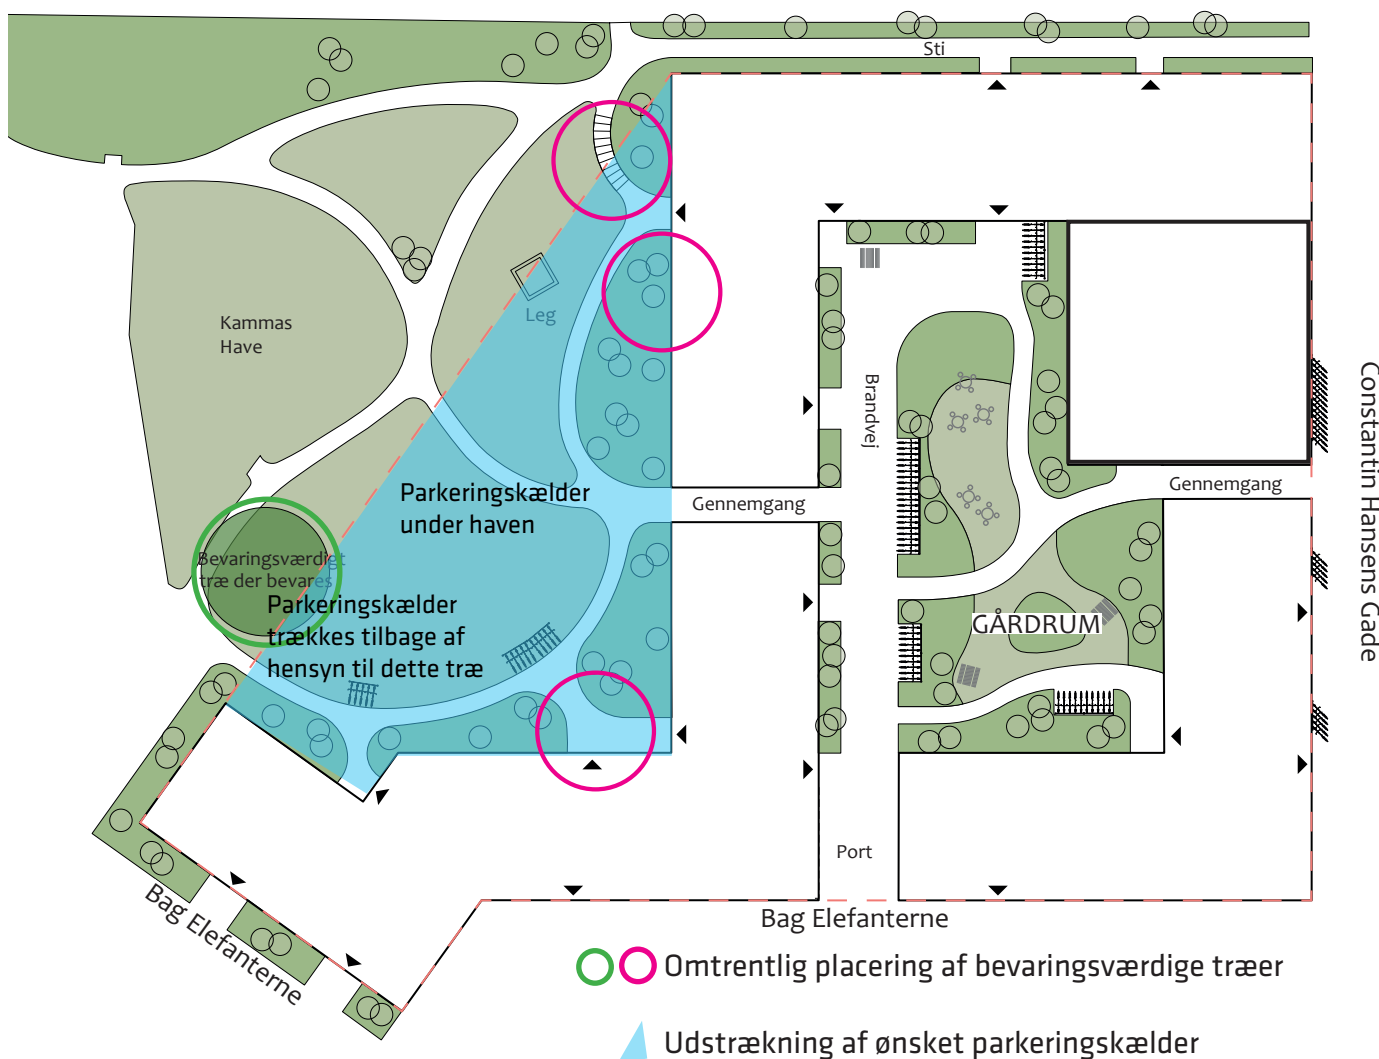 Sti
Kammas
Have
Leg
Brandvej
Constantin Hansens Gade
Parkeringskælder
under haven
Gennemgang
Gennemgang
Bevaringsværdigt
træ der bevares
Parkeringskælder
trækkes tilbage af
hensyn til dette træ
GÅRDRUM
Port
Bag Elefanterne
Bag Elefanterne
Omtrentlig placering af bevaringsværdige træer
Udstrækning af ønsket parkeringskælder